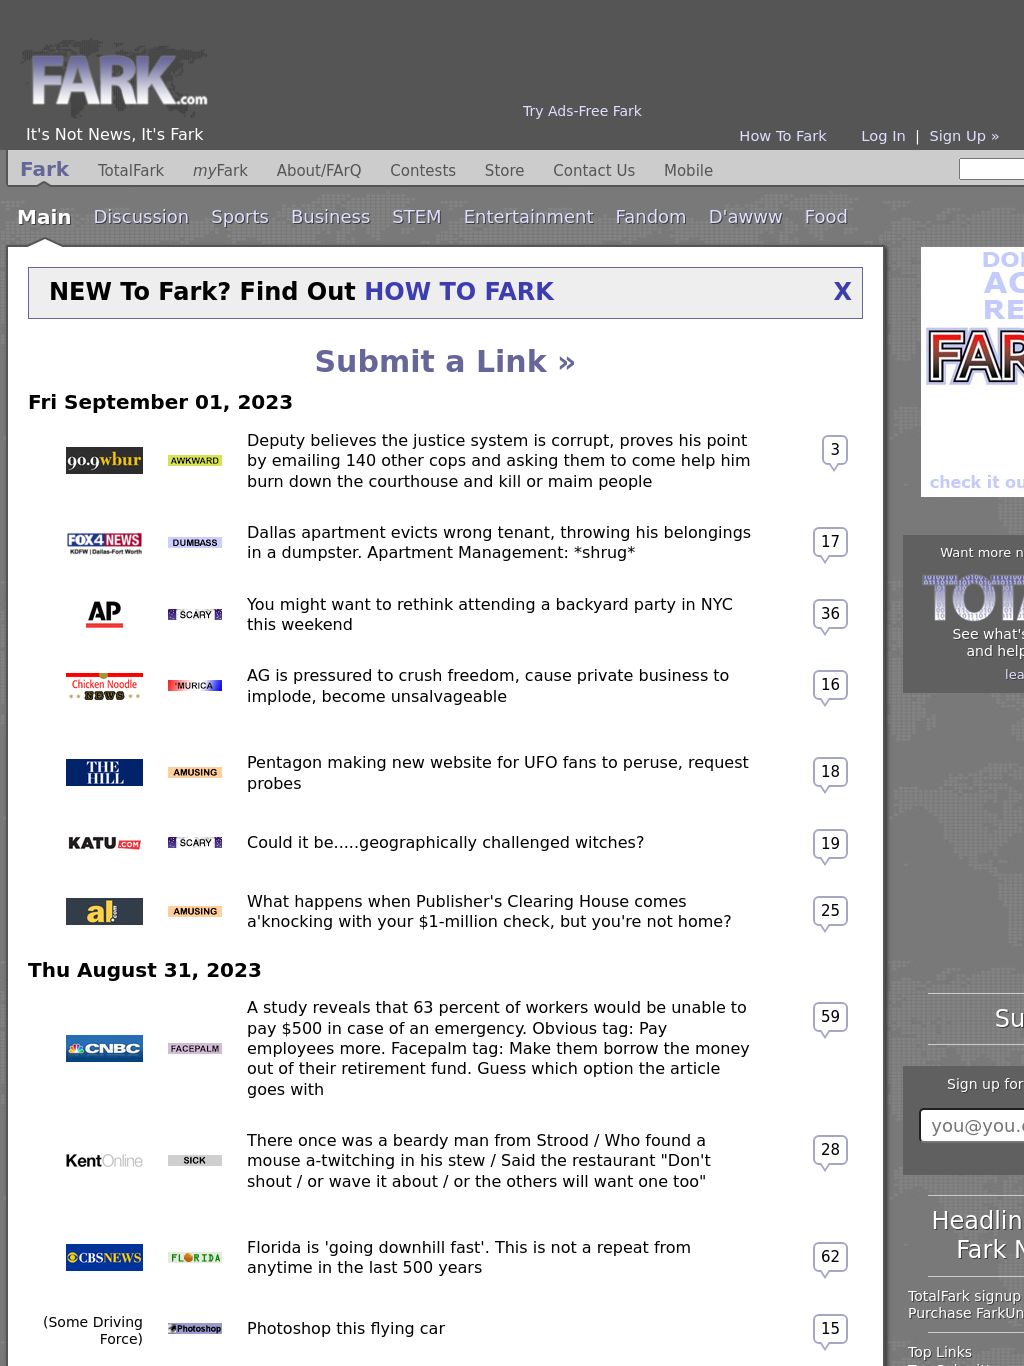 FARK.com
It's Not News, It's Fark
Try Ads-Free Fark
How To Fark Log In | Sign Up »
Fark TotalFark myFark About/FArQ Contests Store Contact Us Mobile
Main Discussion Sports Business STEM Entertainment Fandom D'awww Food
NEW To Fark? Find Out HOW TO FARK X
Submit a Link »
Fri September 01, 2023
90.9wbur AWKWARD
Deputy believes the justice system is corrupt, proves his point
by emailing 140 other cops and asking them to come help him
burn down the courthouse and kill or maim people
3
FOX 4 NEWS
KDFW | Dallas-Fort Worth
DUMBASS
Dallas apartment evicts wrong tenant, throwing his belongings
in a dumpster. Apartment Management: *shrug*
17
AP SCARY
You might want to rethink attending a backyard party in NYC
this weekend
36
Chicken Noodle
NEWS
'MURICA
AG is pressured to crush freedom, cause private business to
implode, become unsalvageable
16
THE
HILL
AMUSING
Pentagon making new website for UFO fans to peruse, request
probes
18
KATU.COM SCARY
Could it be.....geographically challenged witches?
19
al.com AMUSING
What happens when Publisher's Clearing House comes
a'knocking with your $1-million check, but you're not home?
25
Thu August 31, 2023
CNBC FACEPALM
A study reveals that 63 percent of workers would be unable to
pay $500 in case of an emergency. Obvious tag: Pay
employees more. Facepalm tag: Make them borrow the money
out of their retirement fund. Guess which option the article
goes with
59
KentOnline SICK
There once was a beardy man from Strood / Who found a
mouse a-twitching in his stew / Said the restaurant "Don't
shout / or wave it about / or the others will want one too"
28
CBS NEWS FLORIDA
Florida is 'going downhill fast'. This is not a repeat from
anytime in the last 500 years
62
(Some Driving
Force)
Photoshop
Photoshop this flying car
15
check it ou
Want more n
TOTA
See what's
and help
lea
Su
Sign up for
you@you.c
Headlin
Fark N
TotalFark signup
Purchase FarkUn
Top Links